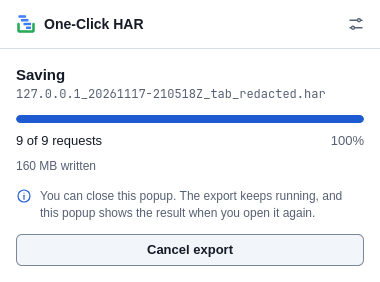 One-Click HAR
Saving
127.0.0.1_20261117-210518Z_tab_redacted.har
9 of 9 requests 100%
160 MB written
You can close this popup. The export keeps running, and
this popup shows the result when you open it again.
Cancel export